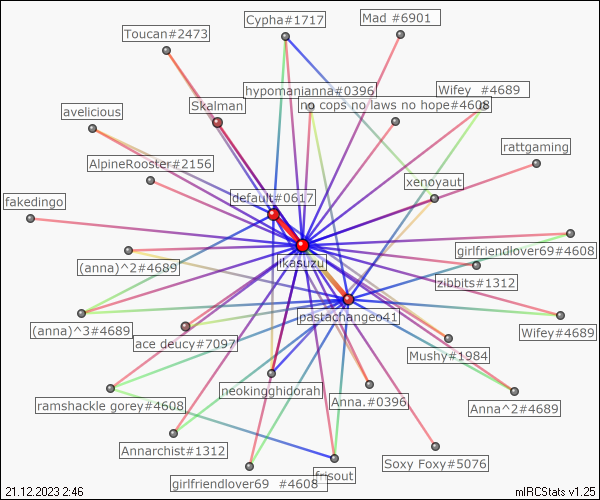 Cypha#1717
Mad #6901
Toucan#2473
hypomanianna#0396
Wifey #4689
Skalman
no cops no laws no hope#4608
avelicious
rattgaming
AlpineRooster#2156
xendyaut
default#0617
fakedingo
girlfriendlover69#4608
ikasuzu
(anna)^2#4689
zibbits#1312
pastachangeo41
(anna)^3#4689
Wifey#4689
ace deucy#7097
Mushy#1984
neokingghidorah
ramshackle gorey#4608
Anna.#0396
Anna^2#4689
Annarchist#1312
Soxy Foxy#5076
frisout
girlfriendlover69 #4608
21.12.2023 2:46
mIRCStats v1.25